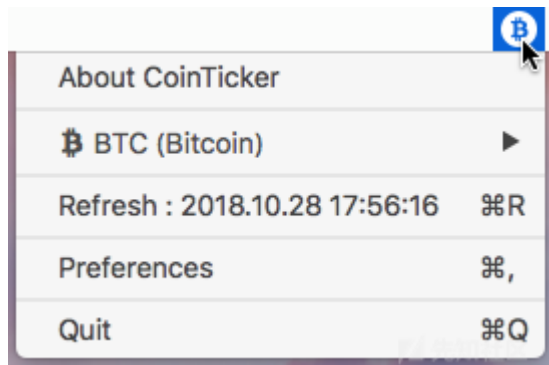 About CoinTicker
BTC (Bitcoin) ▶
Refresh : 2018.10.28 17:56:16 ⌘R
Preferences ⌘,
Quit ⌘Q